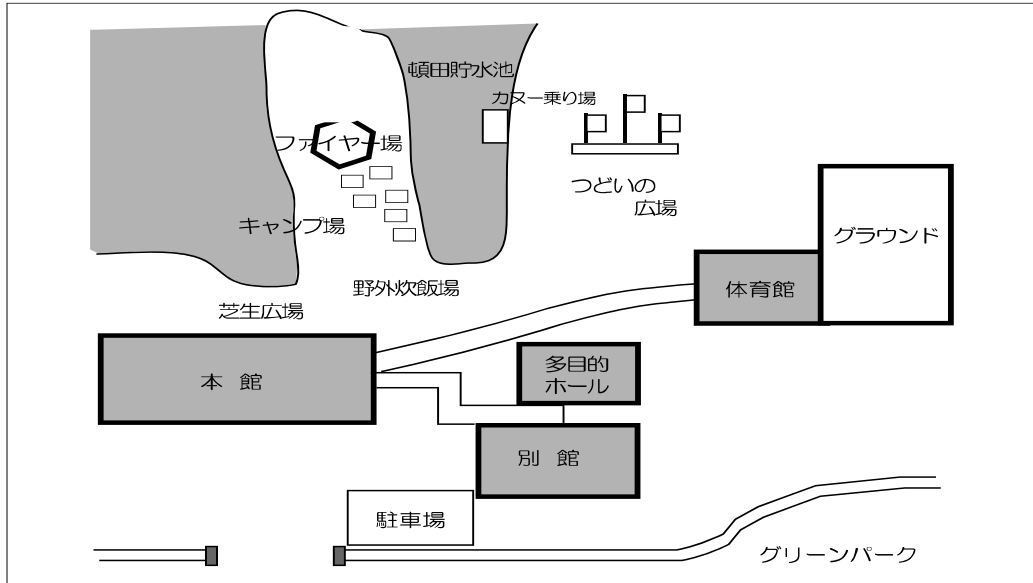 頓田貯水池
カヌー乗り場
ファイヤー場
つどいの
広場
キャンプ場
グラウンド
野外炊飯場
体育館
芝生広場
本 館
多目的
ホール
別 館
駐車場
グリーンパーク